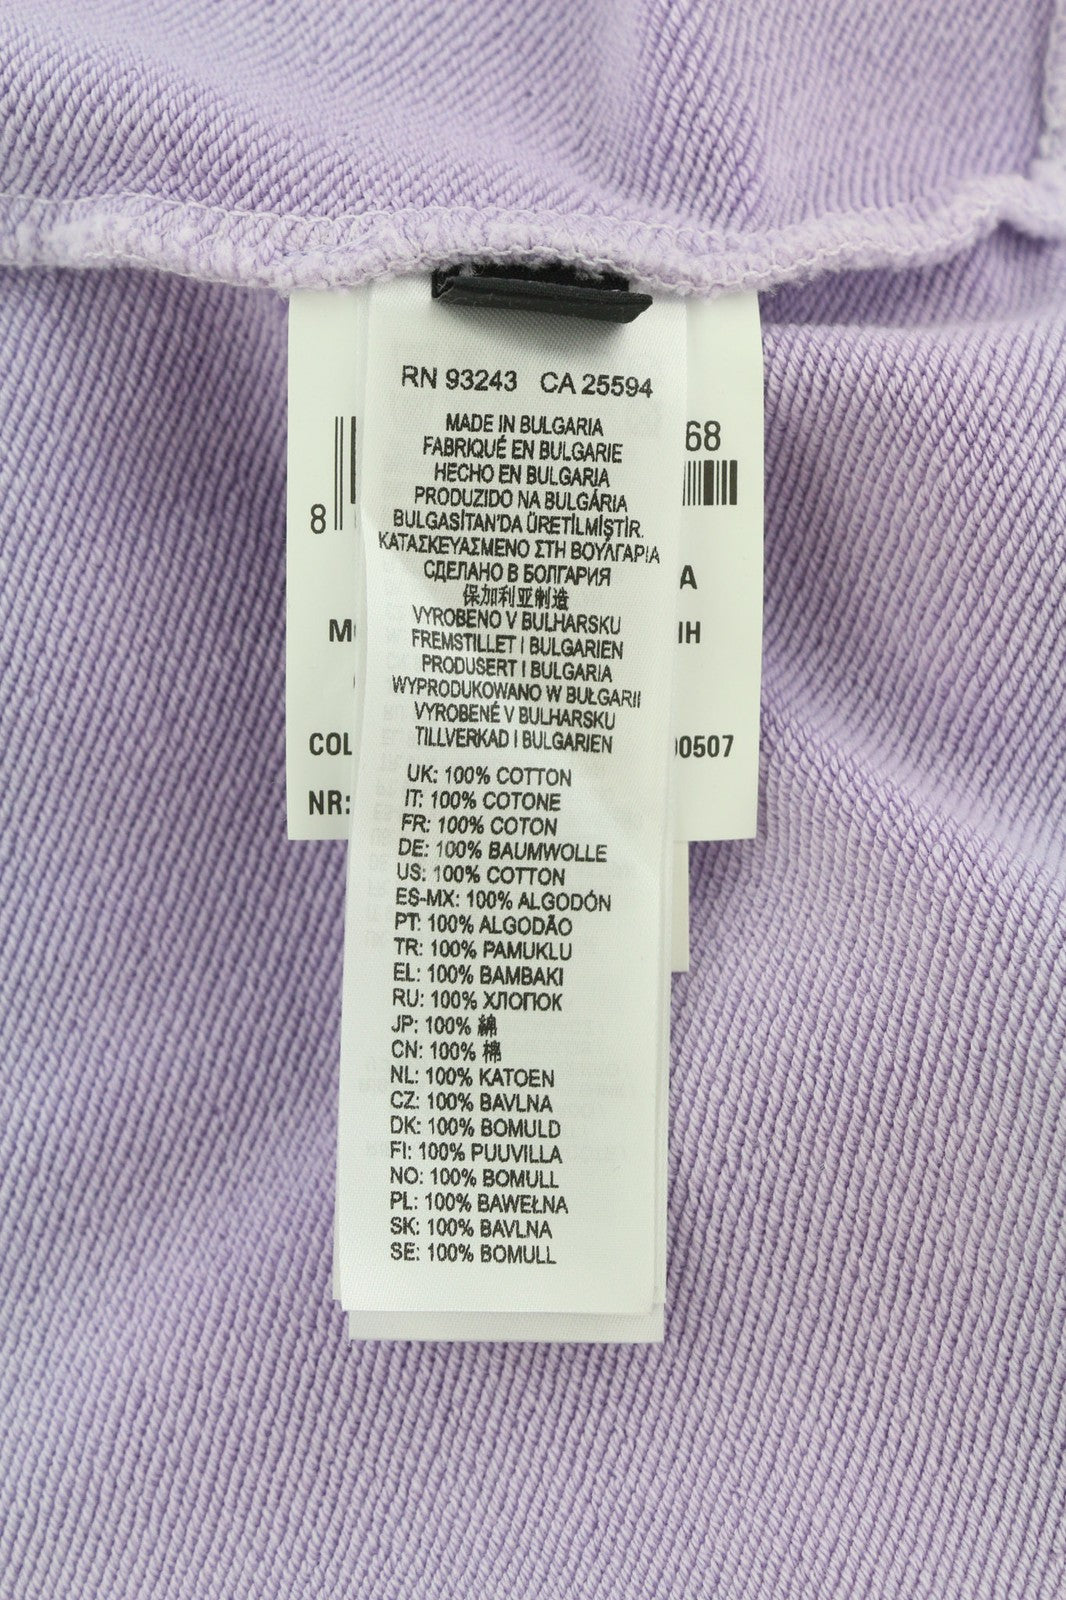 RN 93243 CA 25594
MADE IN BULGARIA
FABRIQUÉ EN BULGARIE
HECHO EN BULGARIA
PRODUZIDO NA BULGÁRIA
BULGASİTAN'DA ÜRETİLMİŞTİR.
ΚΑΤΑΣΚΕΥΑΣΜΕΝΟ ΣΤΗ ΒΟΥΛΓΑΡΙΑ
СДЕЛАНО В БОЛГАРИЯ
保加利亚制造
VYROBENO V BULHARSKU
FREMSTILLET I BULGARIEN
PRODUSERT I BULGARIA
WYPRODUKOWANO W BUŁGARII
VYROBENÉ V BULHARSKU
TILLVERKAD I BULGARIEN
UK: 100% COTTON
IT: 100% COTONE
FR: 100% COTON
DE: 100% BAUMWOLLE
US: 100% COTTON
ES-MX: 100% ALGODÓN
PT: 100% ALGODÃO
TR: 100% PAMUKLU
EL: 100% ΒΑΜΒΑΚΙ
RU: 100% ХЛОПОК
JP: 100% 綿
CN: 100% 棉
NL: 100% KATOEN
CZ: 100% BAVLNA
DK: 100% BOMULD
FI: 100% PUUVILLA
NO: 100% BOMULL
PL: 100% BAWEŁNA
SK: 100% BAVLNA
SE: 100% BOMULL
68
8
A
IH
COL
00507
NR: